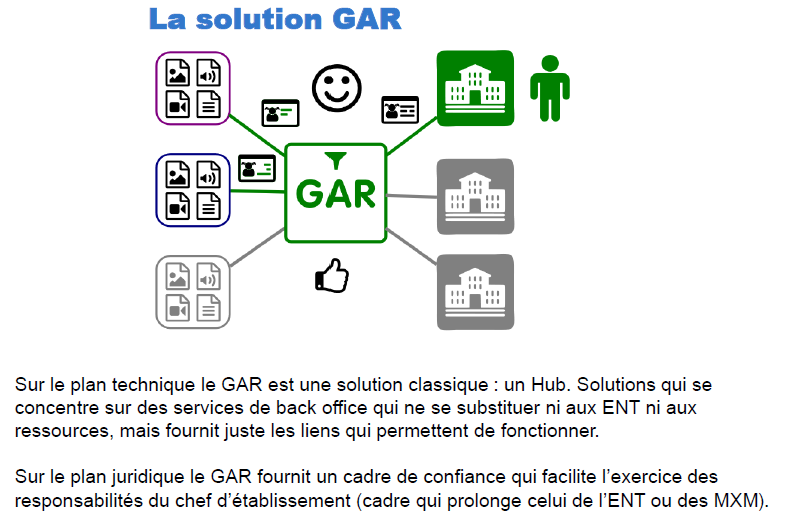 La solution GAR
GAR
Sur le plan technique le GAR est une solution classique : un Hub. Solutions qui se
concentre sur des services de back office qui ne se substituer ni aux ENT ni aux
ressources, mais fournit juste les liens qui permettent de fonctionner.
Sur le plan juridique le GAR fournit un cadre de confiance qui facilite l’exercice des
responsabilités du chef d’établissement (cadre qui prolonge celui de l’ENT ou des MXM).